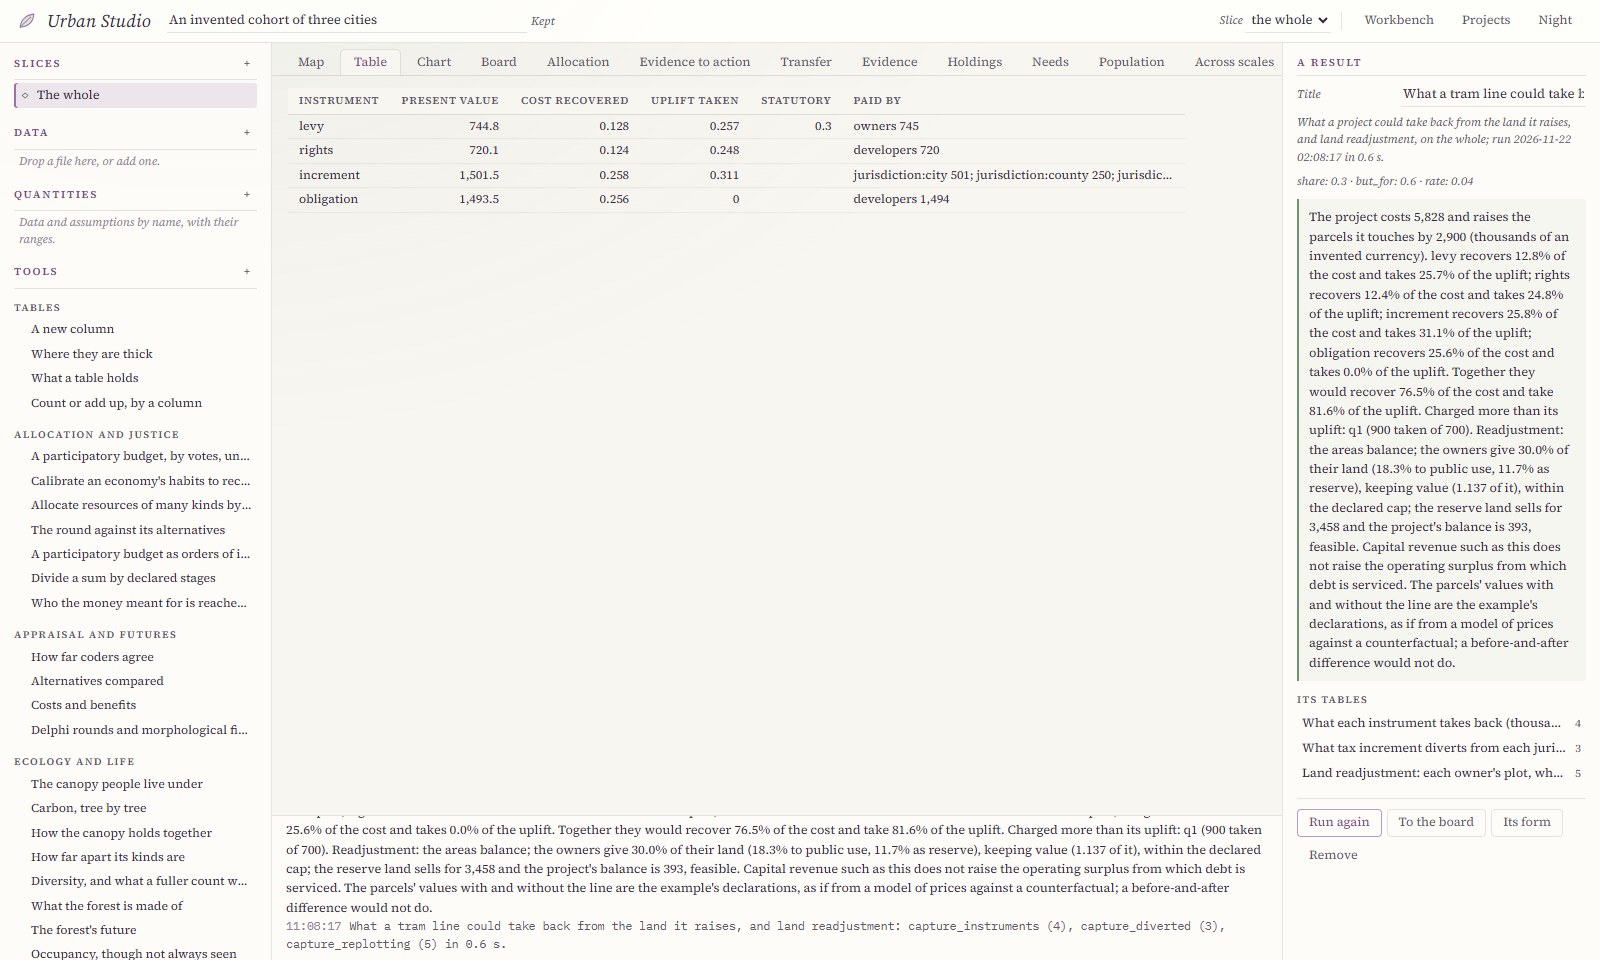 Urban Studio
An invented cohort of three cities
Kept
Slice the whole
Workbench
Projects
Night
SLICES +
The whole
DATA +
Drop a file here, or add one.
QUANTITIES +
Data and assumptions by name, with their
ranges.
TOOLS +
TABLES
A new column
Where they are thick
What a table holds
Count or add up, by a column
ALLOCATION AND JUSTICE
A participatory budget, by votes, un...
Calibrate an economy's habits to rec...
Allocate resources of many kinds by...
The round against its alternatives
A participatory budget as orders of i...
Divide a sum by declared stages
Who the money meant for is reache...
APPRAISAL AND FUTURES
How far coders agree
Alternatives compared
Costs and benefits
Delphi rounds and morphological fi...
ECOLOGY AND LIFE
The canopy people live under
Carbon, tree by tree
How the canopy holds together
How far apart its kinds are
Diversity, and what a fuller count w...
What the forest is made of
The forest's future
Occupancy, though not always seen
Map Table Chart Board Allocation Evidence to action Transfer Evidence Holdings Needs Population Across scales
INSTRUMENT PRESENT VALUE COST RECOVERED UPLIFT TAKEN STATUTORY PAID BY
levy 744.8 0.128 0.257 0.3 owners 745
rights 720.1 0.124 0.248 developers 720
increment 1,501.5 0.258 0.311 jurisdiction:city 501; jurisdiction:county 250; jurisdic...
obligation 1,493.5 0.256 0 developers 1,494
25.6% of the cost and takes 0.0% of the uplift. Together they would recover 76.5% of the cost and take 81.6% of the uplift. Charged more than its uplift: q1 (900 taken
of 700). Readjustment: the areas balance; the owners give 30.0% of their land (18.3% to public use, 11.7% as reserve), keeping value (1.137 of it), within the declared
cap; the reserve land sells for 3,458 and the project's balance is 393, feasible. Capital revenue such as this does not raise the operating surplus from which debt is
serviced. The parcels' values with and without the line are the example's declarations, as if from a model of prices against a counterfactual; a before-and-after
difference would not do.
11:08:17 What a tram line could take back from the land it raises, and land readjustment: capture_instruments (4), capture_diverted (3),
capture_replotting (5) in 0.6 s.
A RESULT
Title What a tram line could take b
What a project could take back from the land it raises,
and land readjustment, on the whole; run 2026-11-22
02:08:17 in 0.6 s.
share: 0.3 · but_for: 0.6 · rate: 0.04
The project costs 5,828 and raises the
parcels it touches by 2,900 (thousands of an
invented currency). levy recovers 12.8% of
the cost and takes 25.7% of the uplift; rights
recovers 12.4% of the cost and takes 24.8%
of the uplift; increment recovers 25.8% of
the cost and takes 31.1% of the uplift;
obligation recovers 25.6% of the cost and
takes 0.0% of the uplift. Together they
would recover 76.5% of the cost and take
81.6% of the uplift. Charged more than its
uplift: q1 (900 taken of 700). Readjustment:
the areas balance; the owners give 30.0% of
their land (18.3% to public use, 11.7% as
reserve), keeping value (1.137 of it), within
the declared cap; the reserve land sells for
3,458 and the project's balance is 393,
feasible. Capital revenue such as this does
not raise the operating surplus from which
debt is serviced. The parcels' values with
and without the line are the example's
declarations, as if from a model of prices
against a counterfactual; a before-and-after
difference would not do.
ITS TABLES
What each instrument takes back (thousa... 4
What tax increment diverts from each juri... 3
Land readjustment: each owner's plot, wh... 5
Run again
To the board
Its form
Remove